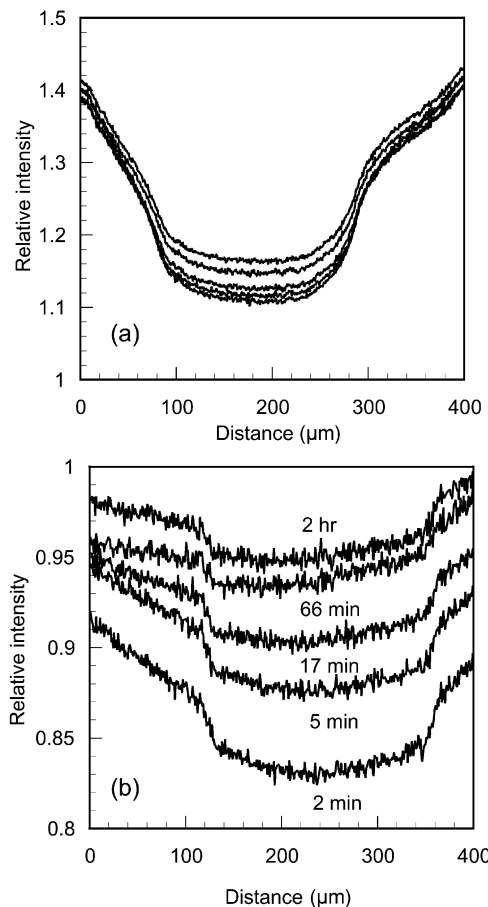 1.5
1.4
1.3
1.2
1.1
1
Relative intensity
(a)
0 100 200 300 400
Distance (µm)
1
0.95
0.9
0.85
0.8
Relative intensity
2 hr
66 min
17 min
5 min
2 min
(b)
0 100 200 300 400
Distance (µm)